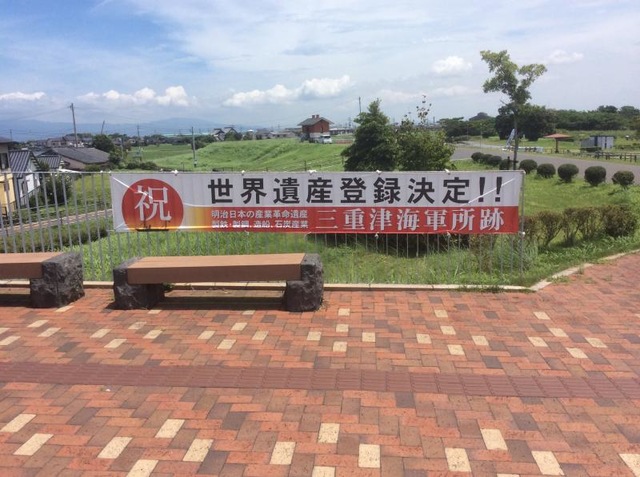 祝
世界遺産登録決定!!
明治日本の産業革命遺産
製鉄・製鋼、造船、石炭産業
三重津海軍所跡